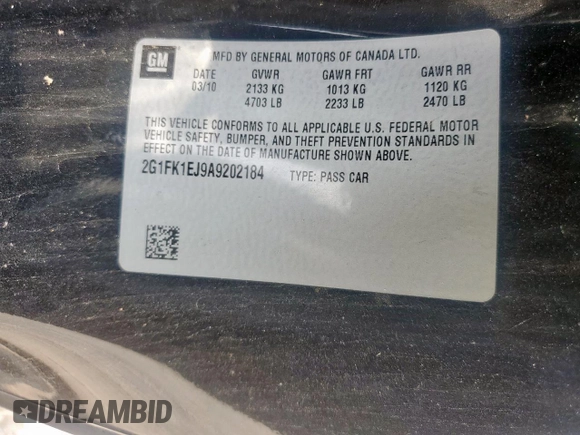 GM
MFD BY GENERAL MOTORS OF CANADA LTD.
DATE GVWR GAWR FRT GAWR RR
03/10 2133 KG 1013 KG 1120 KG
4703 LB 2233 LB 2470 LB
THIS VEHICLE CONFORMS TO ALL APPLICABLE U.S. FEDERAL MOTOR
VEHICLE SAFETY, BUMPER, AND THEFT PREVENTION STANDARDS IN
EFFECT ON THE DATE OF MANUFACTURE SHOWN ABOVE.
2G1FK1EJ9A9202184 TYPE: PASS CAR
DREAMBID